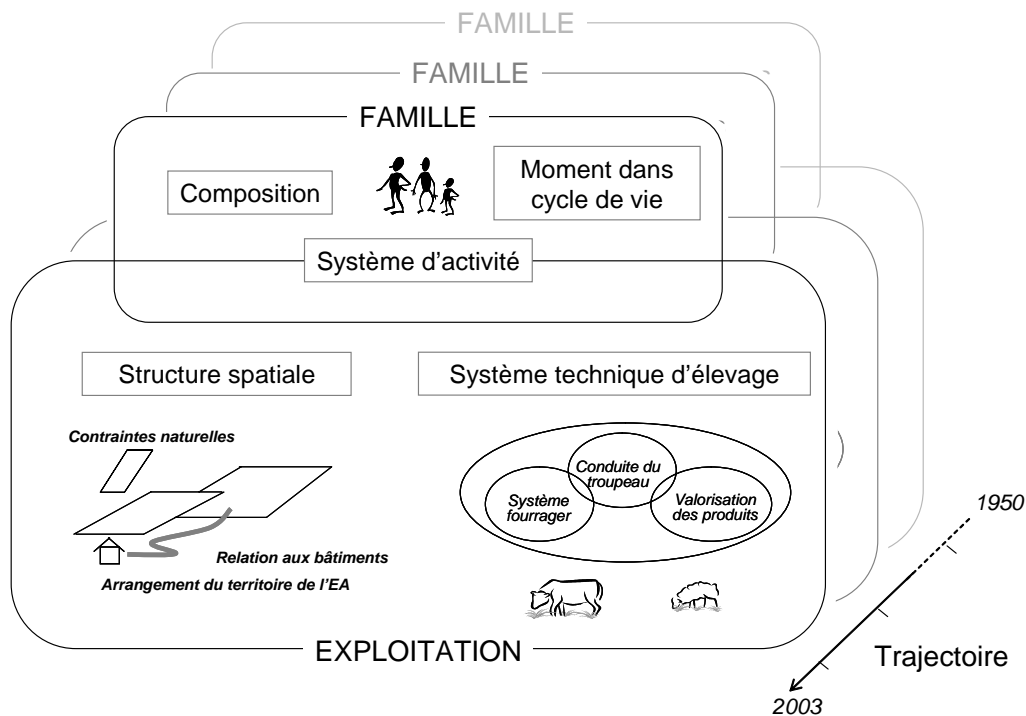 FAMILLE
FAMILLE
FAMILLE
Composition
Moment dans
cycle de vie
Système d'activité
Structure spatiale
Système technique d'élevage
Contraintes naturelles
Relation aux bâtiments
Arrangement du territoire de l'EA
Conduite du
troupeau
Système
fourrager
Valorisation
des produits
EXPLOITATION
1950
Trajectoire
2003